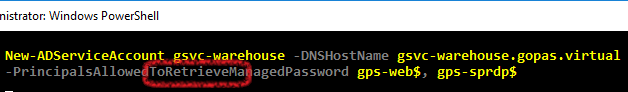 nistrator: Windows PowerShell
New-ADServiceAccount gsvc-warehouse -DNSHostName gsvc-warehouse.gopas.virtual
-PrincipalsAllowedToRetrieveManagedPassword gps-web$, gps-sprdp$